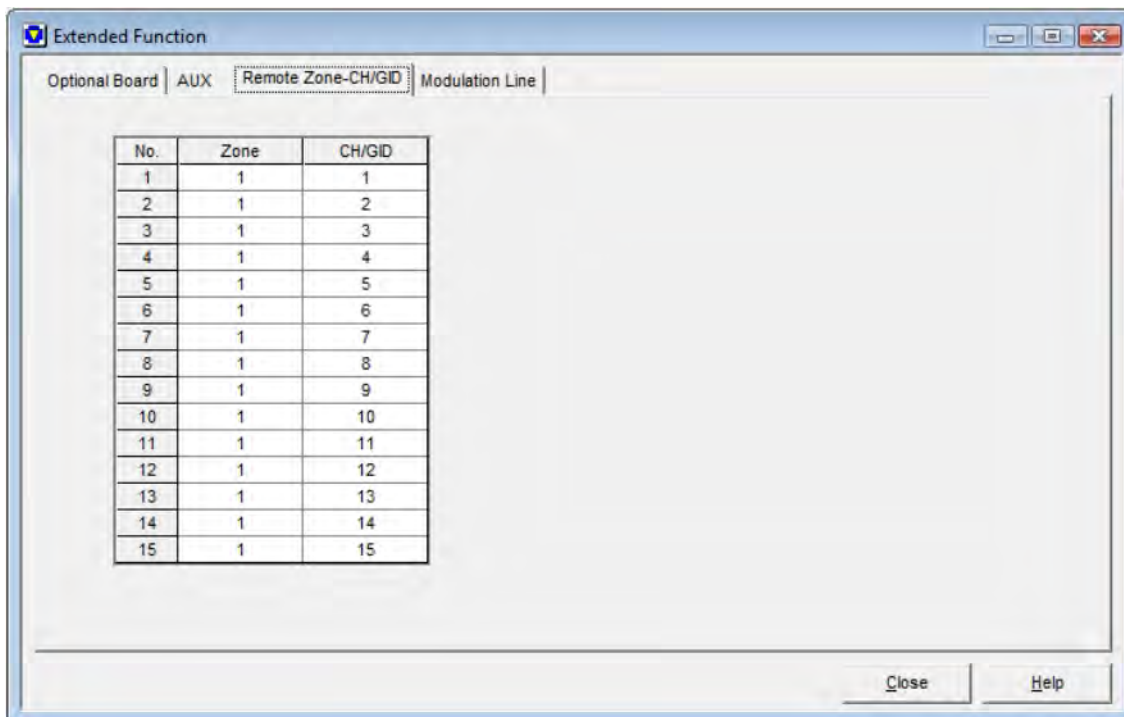 Extended Function
Optional Board AUX Remote Zone-CH/GID Modulation Line
No. Zone CH/GID
1 1 1
2 1 2
3 1 3
4 1 4
5 1 5
6 1 6
7 1 7
8 1 8
9 1 9
10 1 10
11 1 11
12 1 12
13 1 13
14 1 14
15 1 15
Close Help